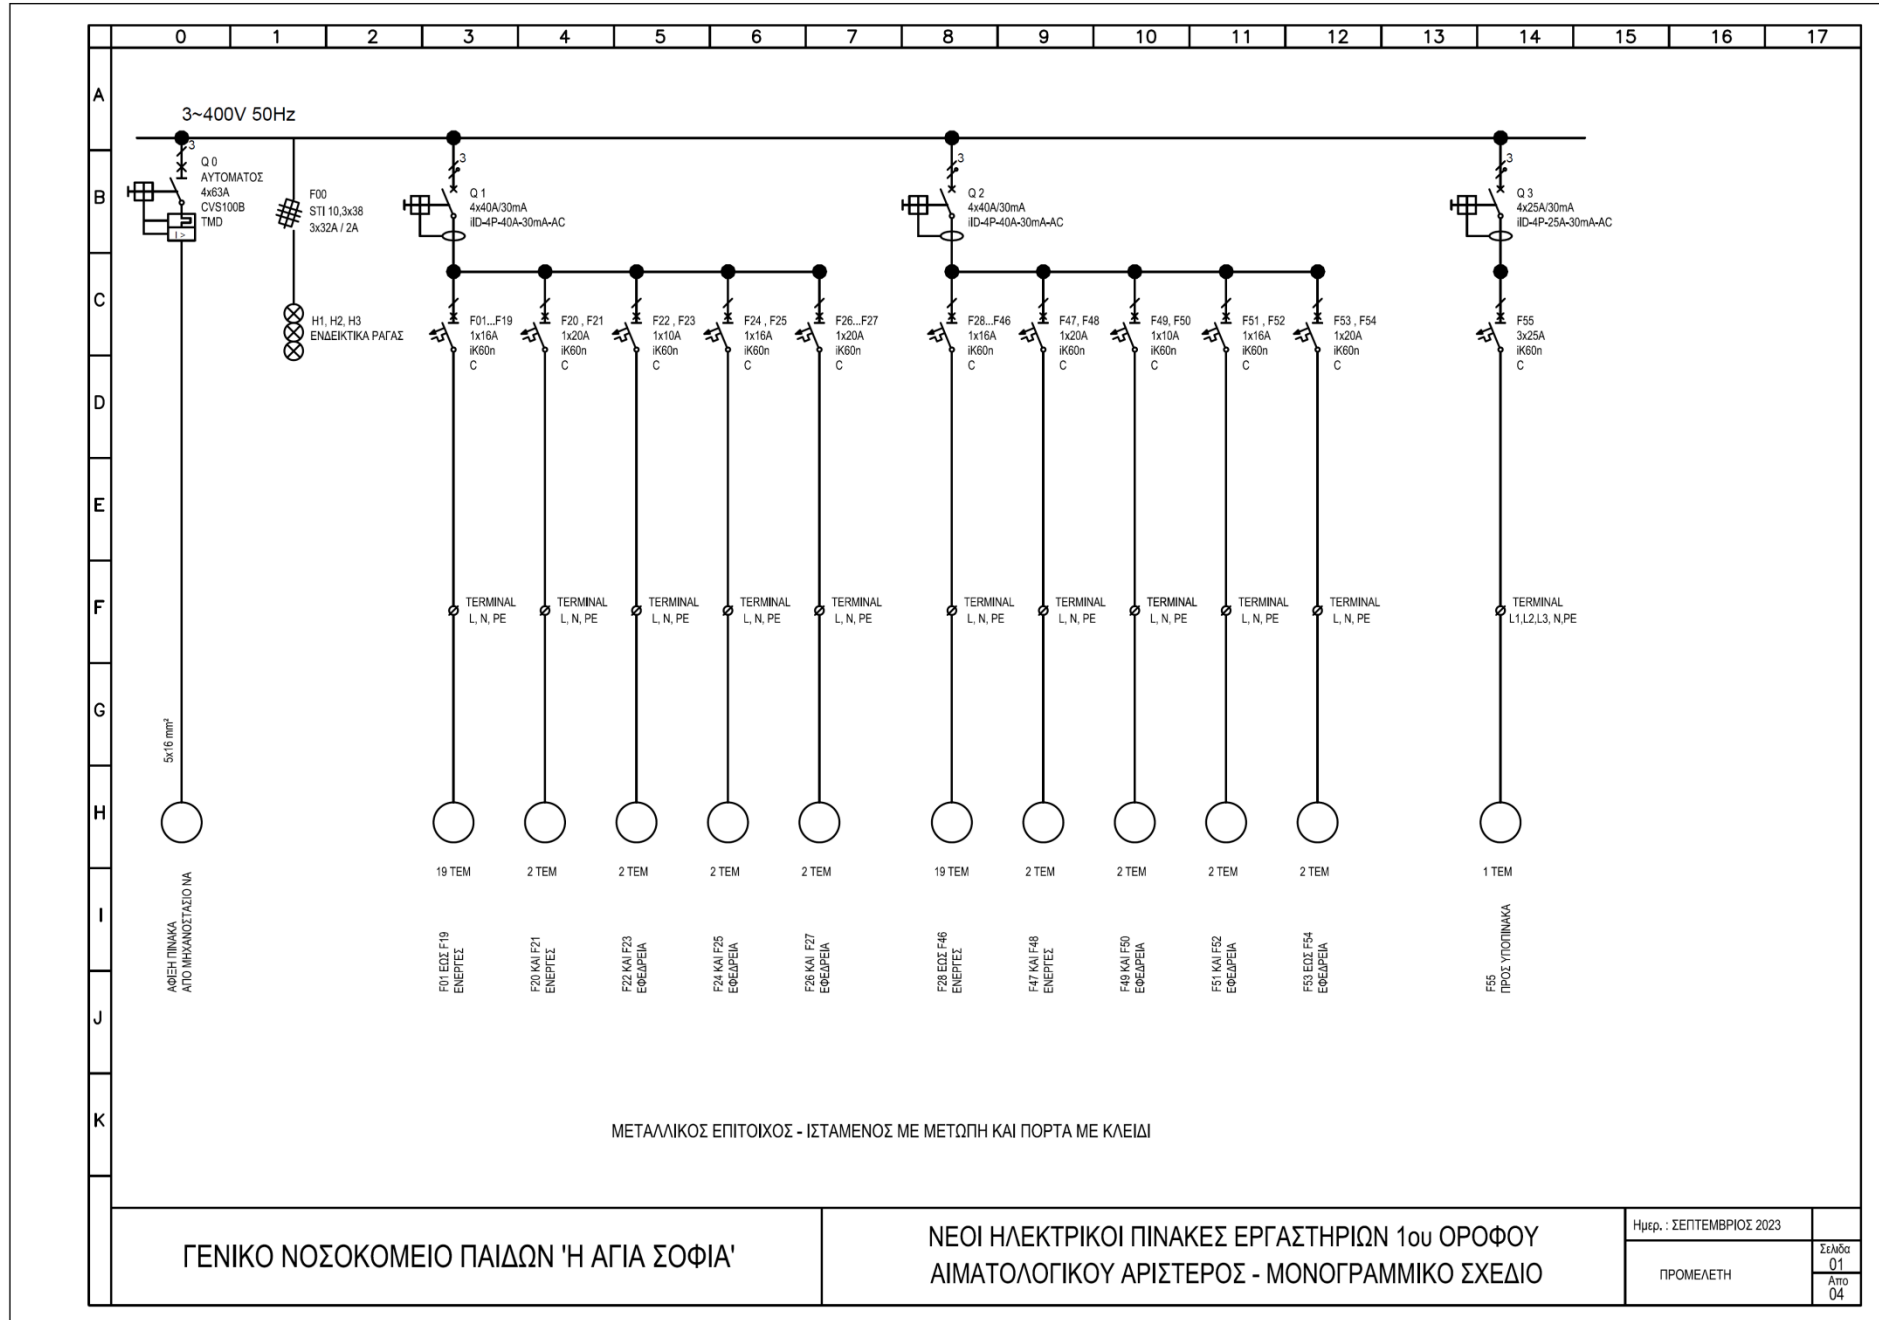 0 1 2 3 4 5 6 7 8 9 10 11 12 13 14 15 16 17
A
B
C
D
E
F
G
H
I
J
K
3~400V 50Hz
3
Q 0
ΑΥΤΟΜΑΤΟΣ
4x63A
CVS100B
TMD
I >
F00
STI 10,3x38
3x32A / 2A
H1, H2, H3
ΕΝΔΕΙΚΤΙΚΑ ΡΑΓΑΣ
3
Q 1
4x40A/30mA
iID-4P-40A-30mA-AC
3
Q 2
4x40A/30mA
iID-4P-40A-30mA-AC
3
Q 3
4x25A/30mA
iID-4P-25A-30mA-AC
F01...F19
1x16A
iK60n
C
F20 , F21
1x20A
iK60n
C
F22 , F23
1x10A
iK60n
C
F24 , F25
1x16A
iK60n
C
F26...F27
1x20A
iK60n
C
F28...F46
1x16A
iK60n
C
F47, F48
1x20A
iK60n
C
F49, F50
1x10A
iK60n
C
F51 , F52
1x16A
iK60n
C
F53 , F54
1x20A
iK60n
C
F55
3x25A
iK60n
C
TERMINAL
L, N, PE
TERMINAL
L, N, PE
TERMINAL
L, N, PE
TERMINAL
L, N, PE
TERMINAL
L, N, PE
TERMINAL
L, N, PE
TERMINAL
L, N, PE
TERMINAL
L, N, PE
TERMINAL
L, N, PE
TERMINAL
L, N, PE
TERMINAL
L1,L2,L3, N,PE
5x16 mm²
19 ΤΕΜ
2 ΤΕΜ
2 ΤΕΜ
2 ΤΕΜ
2 ΤΕΜ
19 ΤΕΜ
2 ΤΕΜ
2 ΤΕΜ
2 ΤΕΜ
2 ΤΕΜ
1 ΤΕΜ
ΑΦΙΞΗ ΠΙΝΑΚΑ
ΑΠΟ ΜΗΧΑΝΟΣΤΑΣΙΟ ΝΑ
F01 ΕΩΣ F19
ΕΝΕΡΓΕΣ
F20 ΚΑΙ F21
ΕΝΕΡΓΕΣ
F22 ΚΑΙ F23
ΕΦΕΔΡΕΙΑ
F24 ΚΑΙ F25
ΕΦΕΔΡΕΙΑ
F26 ΚΑΙ F27
ΕΦΕΔΡΕΙΑ
F28 ΕΩΣ F46
ΕΝΕΡΓΕΣ
F47 ΚΑΙ F48
ΕΝΕΡΓΕΣ
F49 ΚΑΙ F50
ΕΦΕΔΡΕΙΑ
F51 ΚΑΙ F52
ΕΦΕΔΡΕΙΑ
F53 ΕΩΣ F54
ΕΦΕΔΡΕΙΑ
F55
ΠΡΟΣ ΥΠΟΠΙΝΑΚΑ
ΜΕΤΑΛΛΙΚΟΣ ΕΠΙΤΟΙΧΟΣ - ΙΣΤΑΜΕΝΟΣ ΜΕ ΜΕΤΩΠΗ ΚΑΙ ΠΟΡΤΑ ΜΕ ΚΛΕΙΔΙ
ΓΕΝΙΚΟ ΝΟΣΟΚΟΜΕΙΟ ΠΑΙΔΩΝ 'Η ΑΓΙΑ ΣΟΦΙΑ'
ΝΕΟΙ ΗΛΕΚΤΡΙΚΟΙ ΠΙΝΑΚΕΣ ΕΡΓΑΣΤΗΡΙΩΝ 1ου ΟΡΟΦΟΥ
ΑΙΜΑΤΟΛΟΓΙΚΟΥ ΑΡΙΣΤΕΡΟΣ - ΜΟΝΟΓΡΑΜΜΙΚΟ ΣΧΕΔΙΟ
Ημερ. : ΣΕΠΤΕΜΒΡΙΟΣ 2023
ΠΡΟΜΕΛΕΤΗ
Σελιδα
01
Απο
04